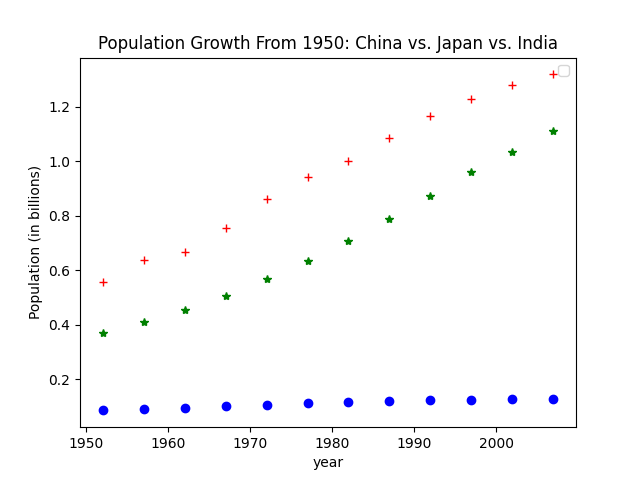 Population Growth From 1950: China vs. Japan vs. India
1.2
1.0
0.8
0.6
0.4
0.2
Population (in billions)
1950 1960 1970 1980 1990 2000
year